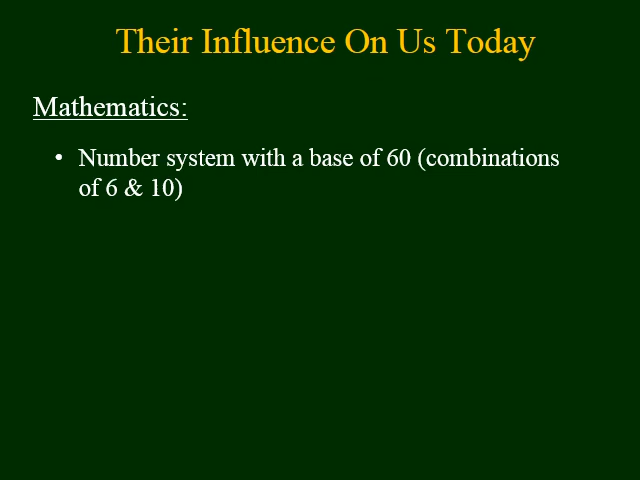 Their Influence On Us Today
Mathematics:
• Number system with a base of 60 (combinations
of 6 & 10)